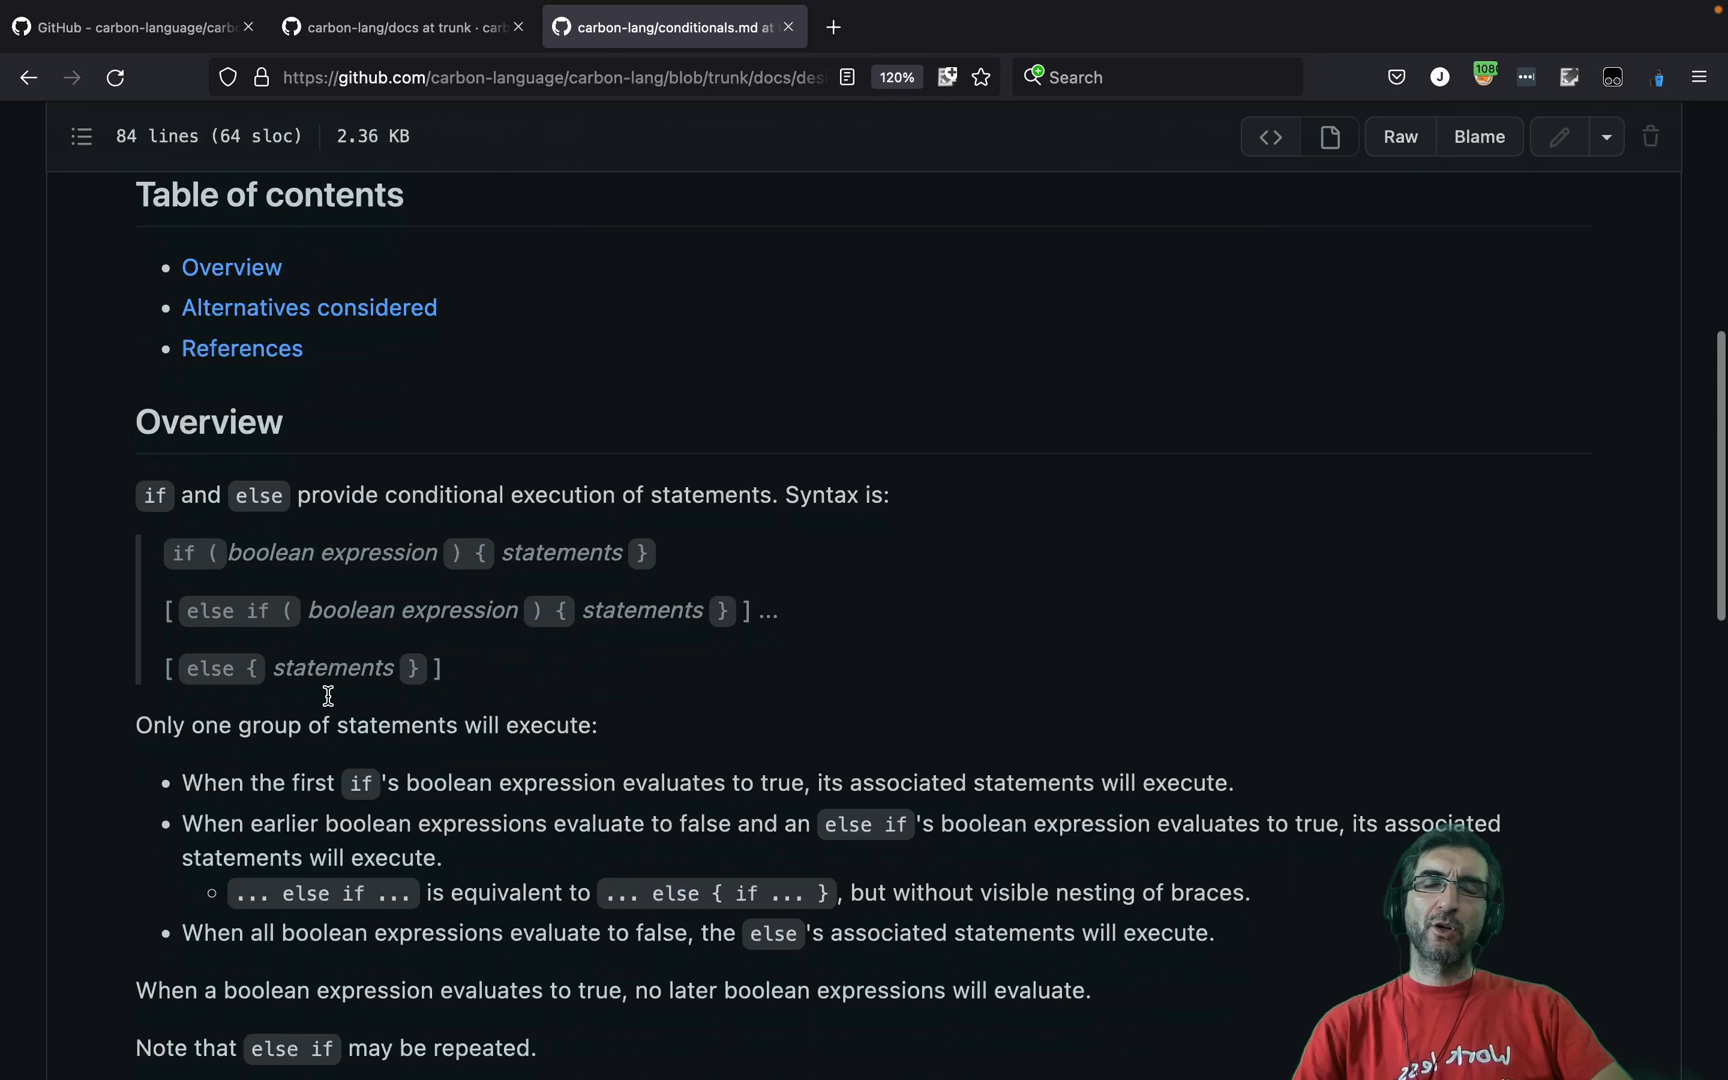 GitHub - carbon-language/carb
carbon-lang/docs at trunk · carb
carbon-lang/conditionals.md at
https://github.com/carbon-language/carbon-lang/blob/trunk/docs/des
120%
Search
J
108
84 lines (64 sloc) 2.36 KB
Raw
Blame
Table of contents
Overview
Alternatives considered
References
Overview
if and else provide conditional execution of statements. Syntax is:
if ( boolean expression ) { statements }
[ else if ( boolean expression ) { statements } ] ...
[ else { statements } ]
Only one group of statements will execute:
When the first if 's boolean expression evaluates to true, its associated statements will execute.
When earlier boolean expressions evaluate to false and an else if 's boolean expression evaluates to true, its associated
statements will execute.
... else if ... is equivalent to ... else { if ... } , but without visible nesting of braces.
When all boolean expressions evaluate to false, the else 's associated statements will execute.
When a boolean expression evaluates to true, no later boolean expressions will evaluate.
Note that else if may be repeated.
Work less